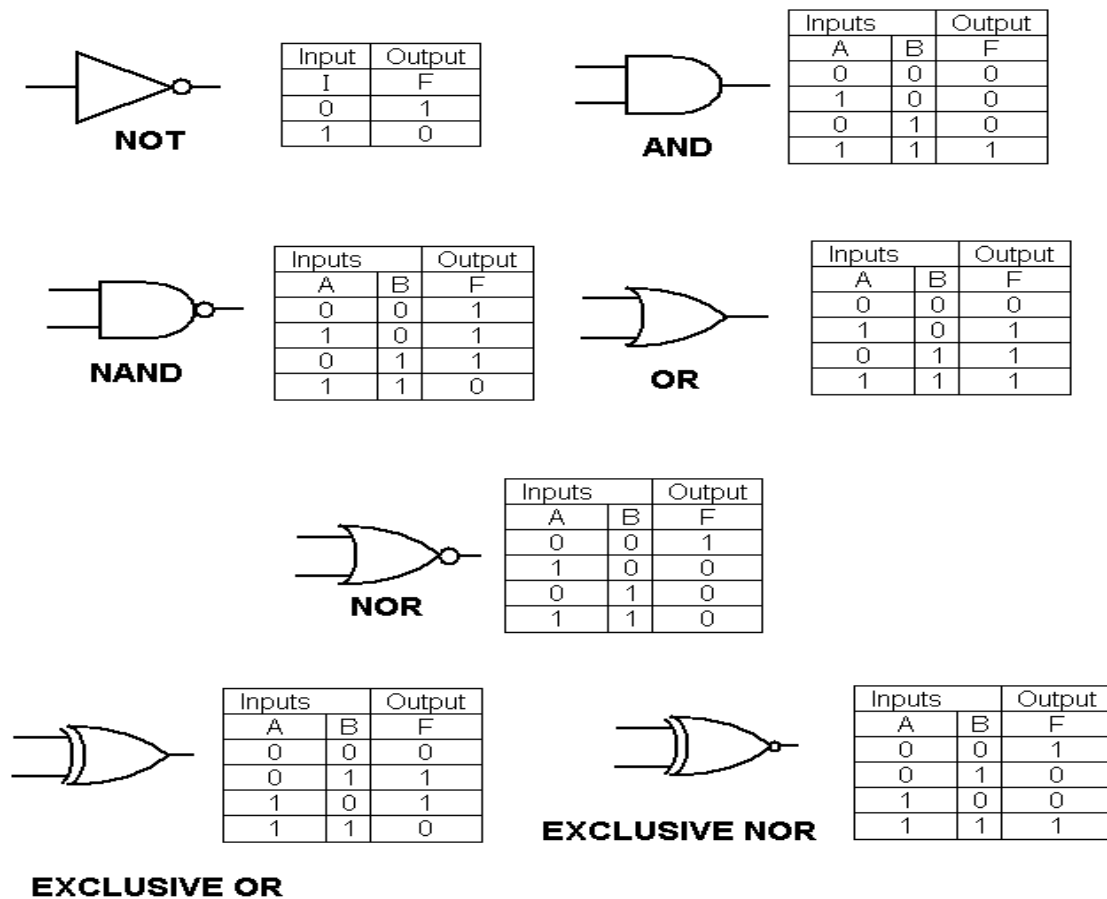 Input Output
I F
0 1
1 0
NOT
Inputs Output
A B F
0 0 0
1 0 0
0 1 0
1 1 1
AND
Inputs Output
A B F
0 0 1
1 0 1
0 1 1
1 1 0
NAND
Inputs Output
A B F
0 0 0
1 0 1
0 1 1
1 1 1
OR
Inputs Output
A B F
0 0 1
1 0 0
0 1 0
1 1 0
NOR
Inputs Output
A B F
0 0 0
0 1 1
1 0 1
1 1 0
EXCLUSIVE OR
Inputs Output
A B F
0 0 1
0 1 0
1 0 0
1 1 1
EXCLUSIVE NOR